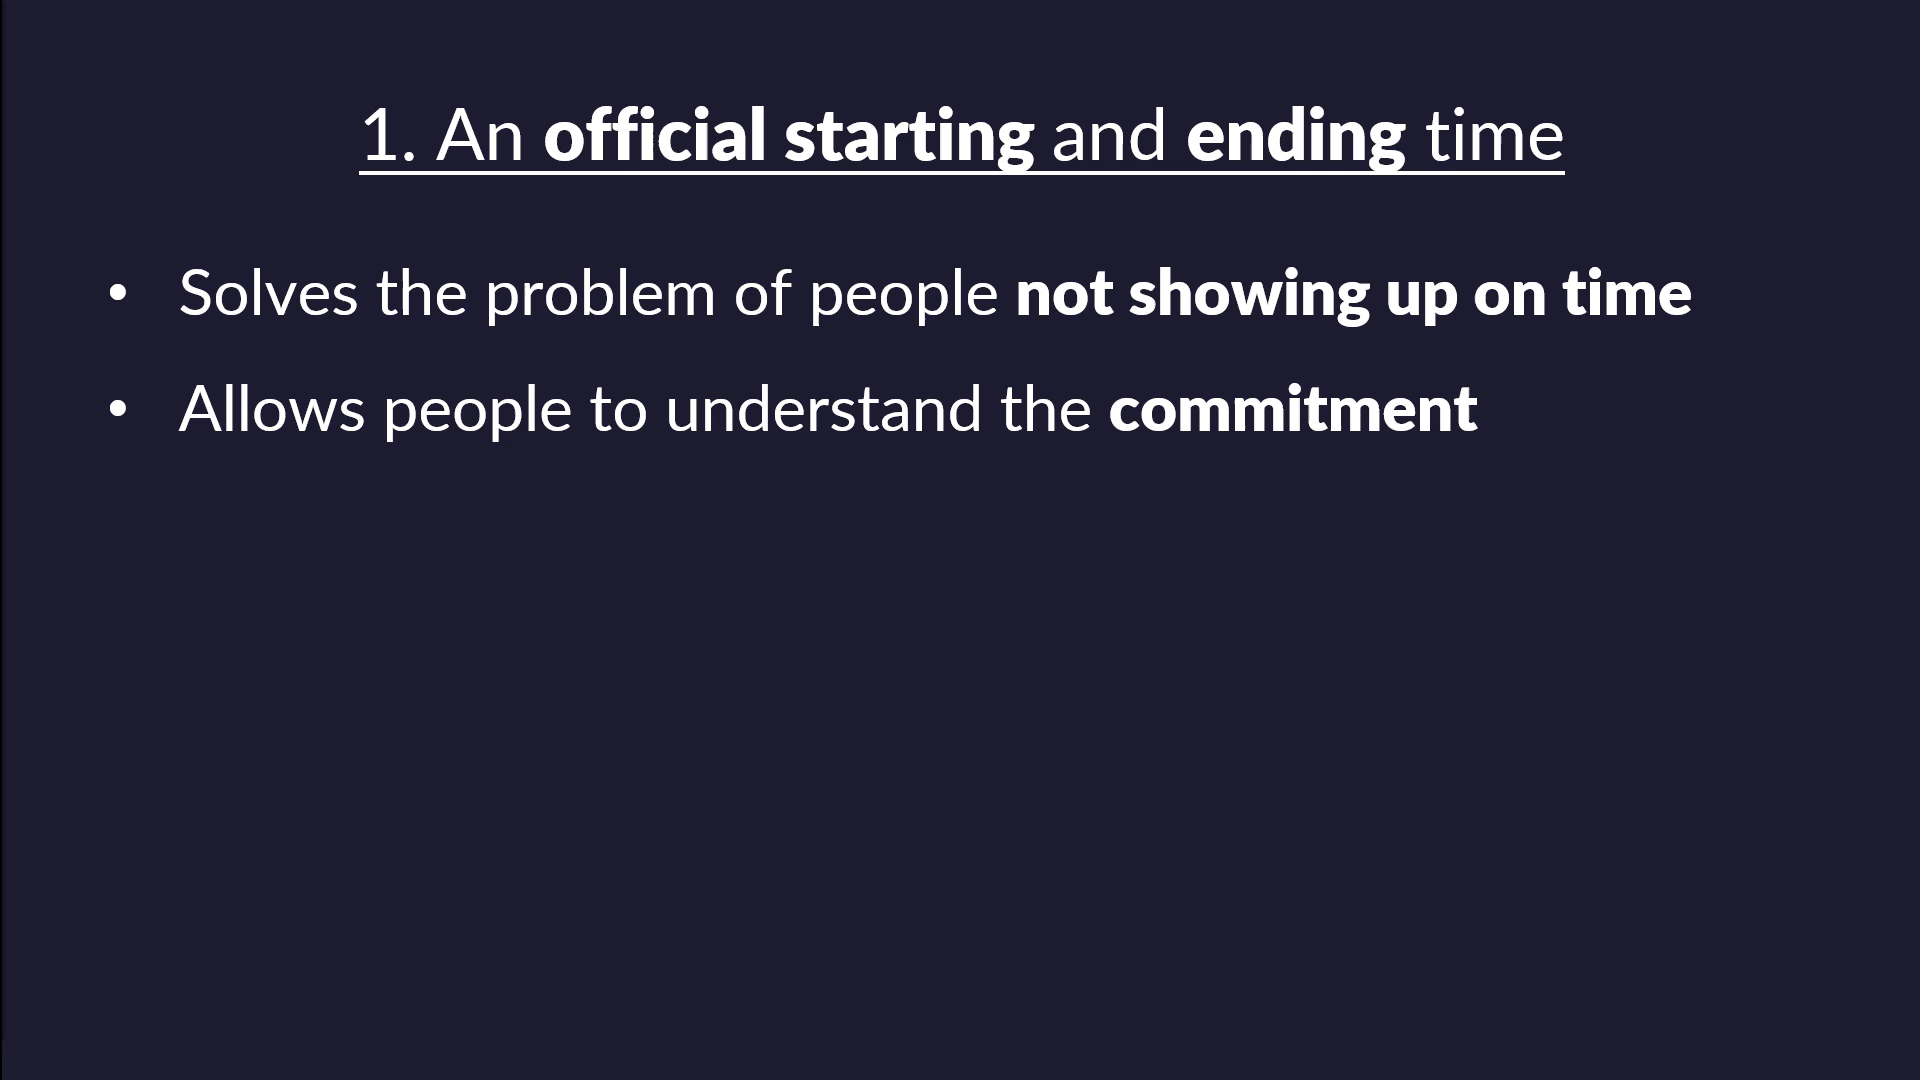 1. An official starting and ending time
• Solves the problem of people not showing up on time
• Allows people to understand the commitment